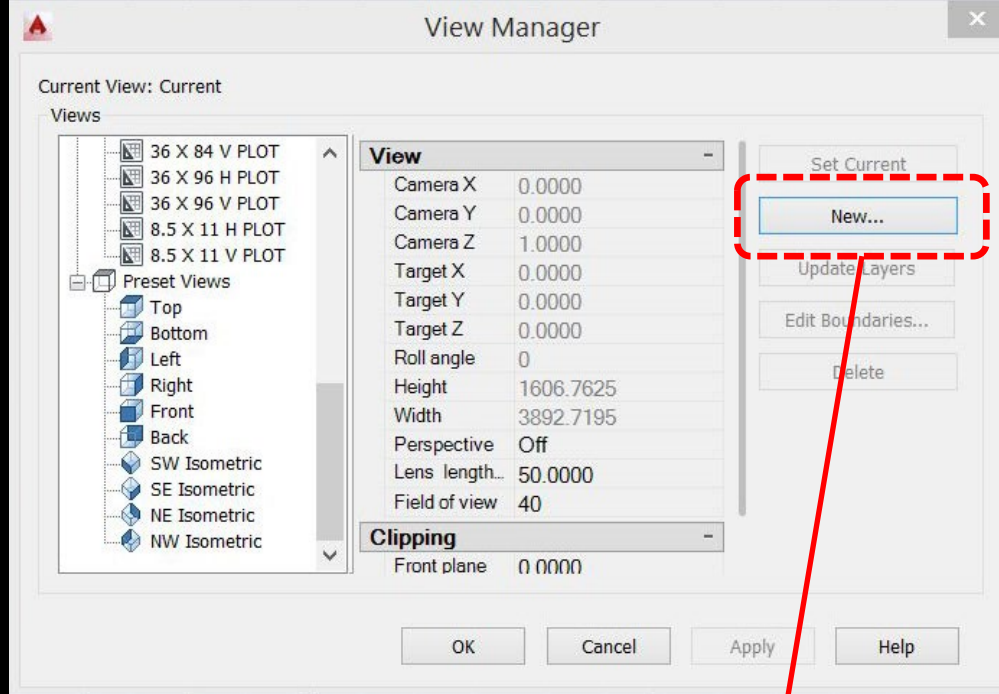 View Manager
Current View: Current
Views
36 X 84 V PLOT
36 X 96 H PLOT
36 X 96 V PLOT
8.5 X 11 H PLOT
8.5 X 11 V PLOT
Preset Views
Top
Bottom
Left
Right
Front
Back
SW Isometric
SE Isometric
NE Isometric
NW Isometric
View
Camera X 0.0000
Camera Y 0.0000
Camera Z 1.0000
Target X 0.0000
Target Y 0.0000
Target Z 0.0000
Roll angle 0
Height 1606.7625
Width 3892.7195
Perspective Off
Lens length... 50.0000
Field of view 40
Clipping
Front plane 0.0000
Set Current
New...
Update Layers
Edit Boundaries...
Delete
OK Cancel Apply Help